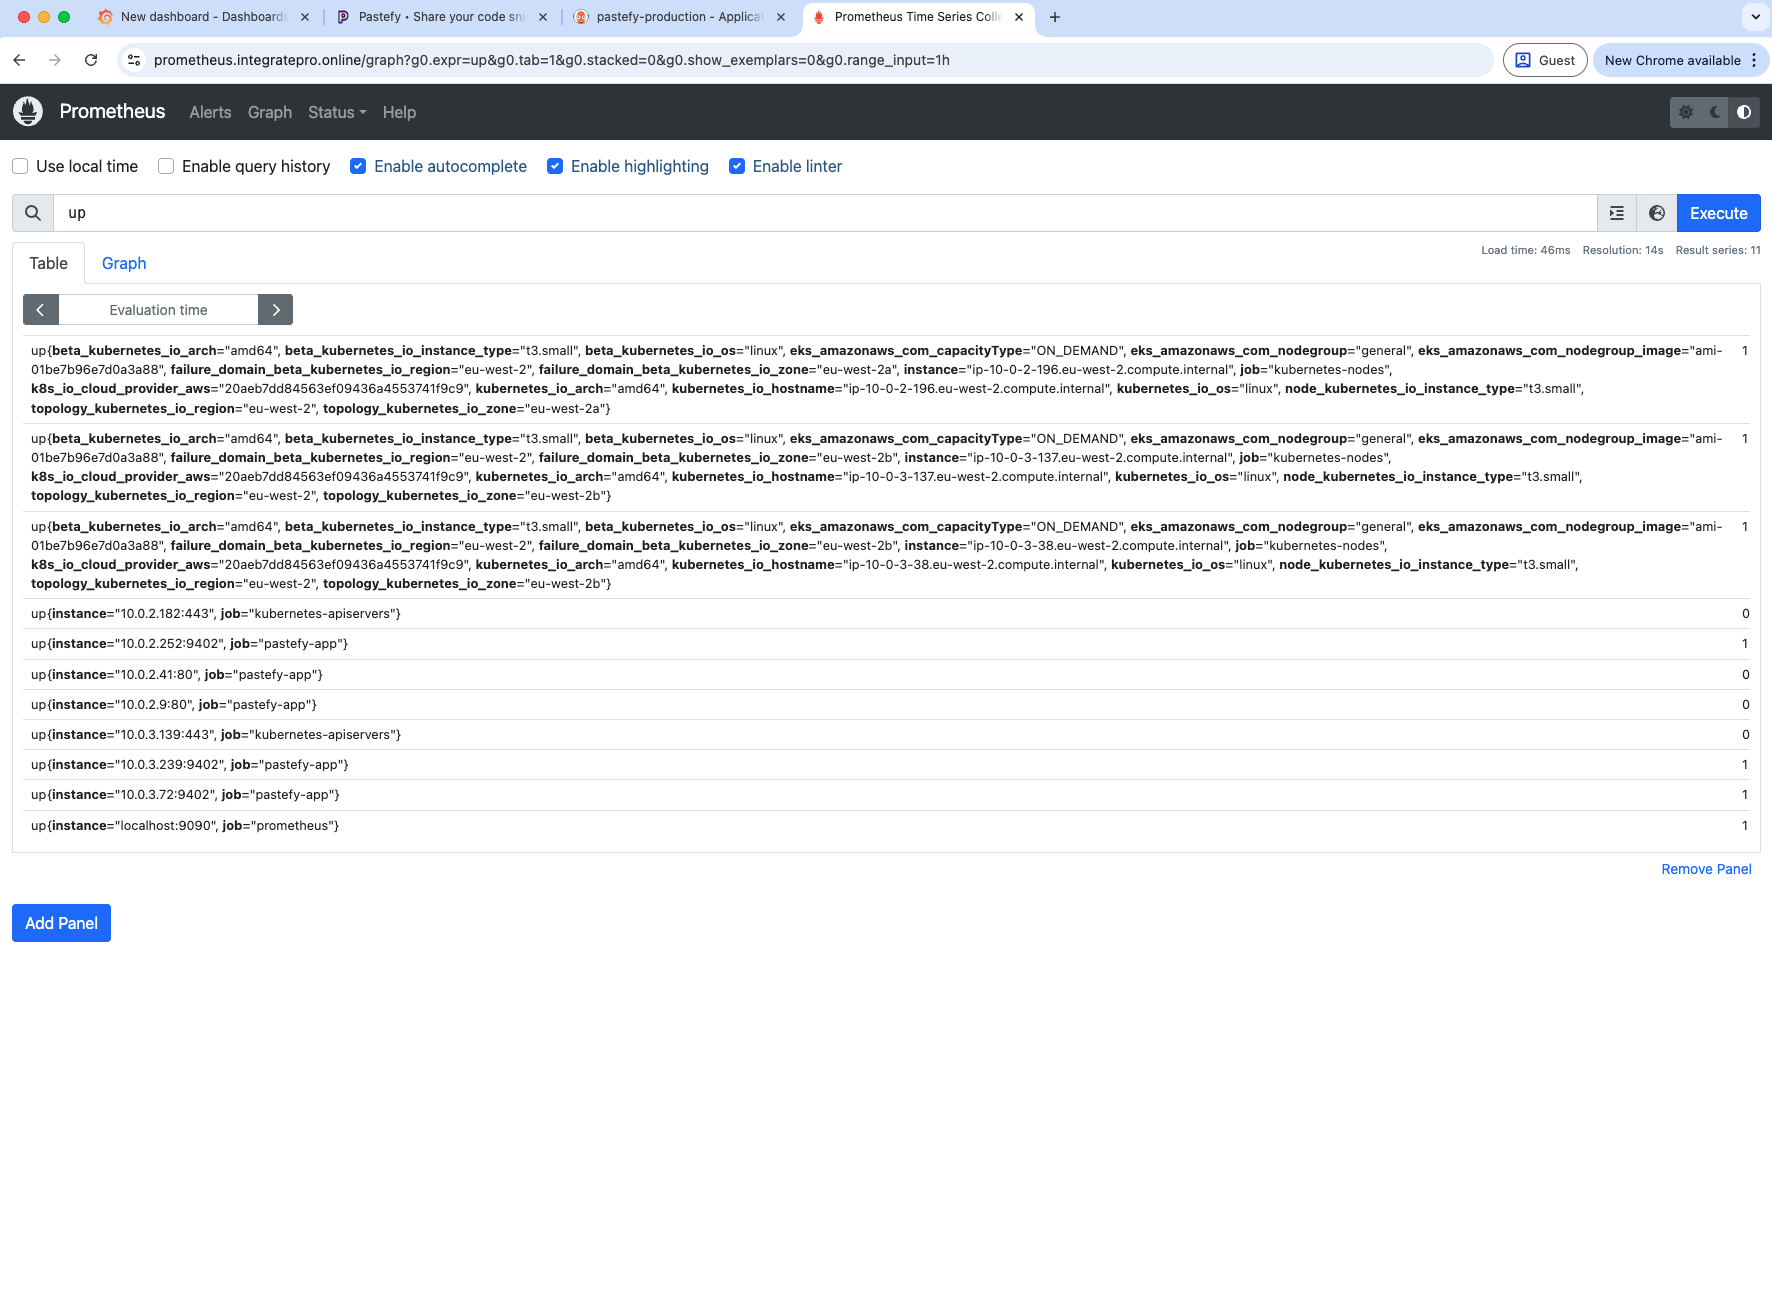 New dashboard - Dashboards
Pastefy • Share your code sni
pastefy-production - Applicat
Prometheus Time Series Colle
prometheus.integratepro.online/graph?g0.expr=up&g0.tab=1&g0.stacked=0&g0.show_exemplars=0&g0.range_input=1h
Guest
New Chrome available
Prometheus
Alerts
Graph
Status
Help
Use local time
Enable query history
Enable autocomplete
Enable highlighting
Enable linter
up
Execute
Table
Graph
Load time: 46ms
Resolution: 14s
Result series: 11
Evaluation time
up{beta_kubernetes_io_arch="amd64", beta_kubernetes_io_instance_type="t3.small", beta_kubernetes_io_os="linux", eks_amazonaws_com_capacityType="ON_DEMAND", eks_amazonaws_com_nodegroup="general", eks_amazonaws_com_nodegroup_image="ami- 1
01be7b96e7d0a3a88", failure_domain_beta_kubernetes_io_region="eu-west-2", failure_domain_beta_kubernetes_io_zone="eu-west-2a", instance="ip-10-0-2-196.eu-west-2.compute.internal", job="kubernetes-nodes",
k8s_io_cloud_provider_aws="20aeb7dd84563ef09436a4553741f9c9", kubernetes_io_arch="amd64", kubernetes_io_hostname="ip-10-0-2-196.eu-west-2.compute.internal", kubernetes_io_os="linux", node_kubernetes_io_instance_type="t3.small",
topology_kubernetes_io_region="eu-west-2", topology_kubernetes_io_zone="eu-west-2a"}
up{beta_kubernetes_io_arch="amd64", beta_kubernetes_io_instance_type="t3.small", beta_kubernetes_io_os="linux", eks_amazonaws_com_capacityType="ON_DEMAND", eks_amazonaws_com_nodegroup="general", eks_amazonaws_com_nodegroup_image="ami- 1
01be7b96e7d0a3a88", failure_domain_beta_kubernetes_io_region="eu-west-2", failure_domain_beta_kubernetes_io_zone="eu-west-2b", instance="ip-10-0-3-137.eu-west-2.compute.internal", job="kubernetes-nodes",
k8s_io_cloud_provider_aws="20aeb7dd84563ef09436a4553741f9c9", kubernetes_io_arch="amd64", kubernetes_io_hostname="ip-10-0-3-137.eu-west-2.compute.internal", kubernetes_io_os="linux", node_kubernetes_io_instance_type="t3.small",
topology_kubernetes_io_region="eu-west-2", topology_kubernetes_io_zone="eu-west-2b"}
up{beta_kubernetes_io_arch="amd64", beta_kubernetes_io_instance_type="t3.small", beta_kubernetes_io_os="linux", eks_amazonaws_com_capacityType="ON_DEMAND", eks_amazonaws_com_nodegroup="general", eks_amazonaws_com_nodegroup_image="ami- 1
01be7b96e7d0a3a88", failure_domain_beta_kubernetes_io_region="eu-west-2", failure_domain_beta_kubernetes_io_zone="eu-west-2b", instance="ip-10-0-3-38.eu-west-2.compute.internal", job="kubernetes-nodes",
k8s_io_cloud_provider_aws="20aeb7dd84563ef09436a4553741f9c9", kubernetes_io_arch="amd64", kubernetes_io_hostname="ip-10-0-3-38.eu-west-2.compute.internal", kubernetes_io_os="linux", node_kubernetes_io_instance_type="t3.small",
topology_kubernetes_io_region="eu-west-2", topology_kubernetes_io_zone="eu-west-2b"}
up{instance="10.0.2.182:443", job="kubernetes-apiservers"} 0
up{instance="10.0.2.252:9402", job="pastefy-app"} 1
up{instance="10.0.2.41:80", job="pastefy-app"} 0
up{instance="10.0.2.9:80", job="pastefy-app"} 0
up{instance="10.0.3.139:443", job="kubernetes-apiservers"} 0
up{instance="10.0.3.239:9402", job="pastefy-app"} 1
up{instance="10.0.3.72:9402", job="pastefy-app"} 1
up{instance="localhost:9090", job="prometheus"} 1
Remove Panel
Add Panel